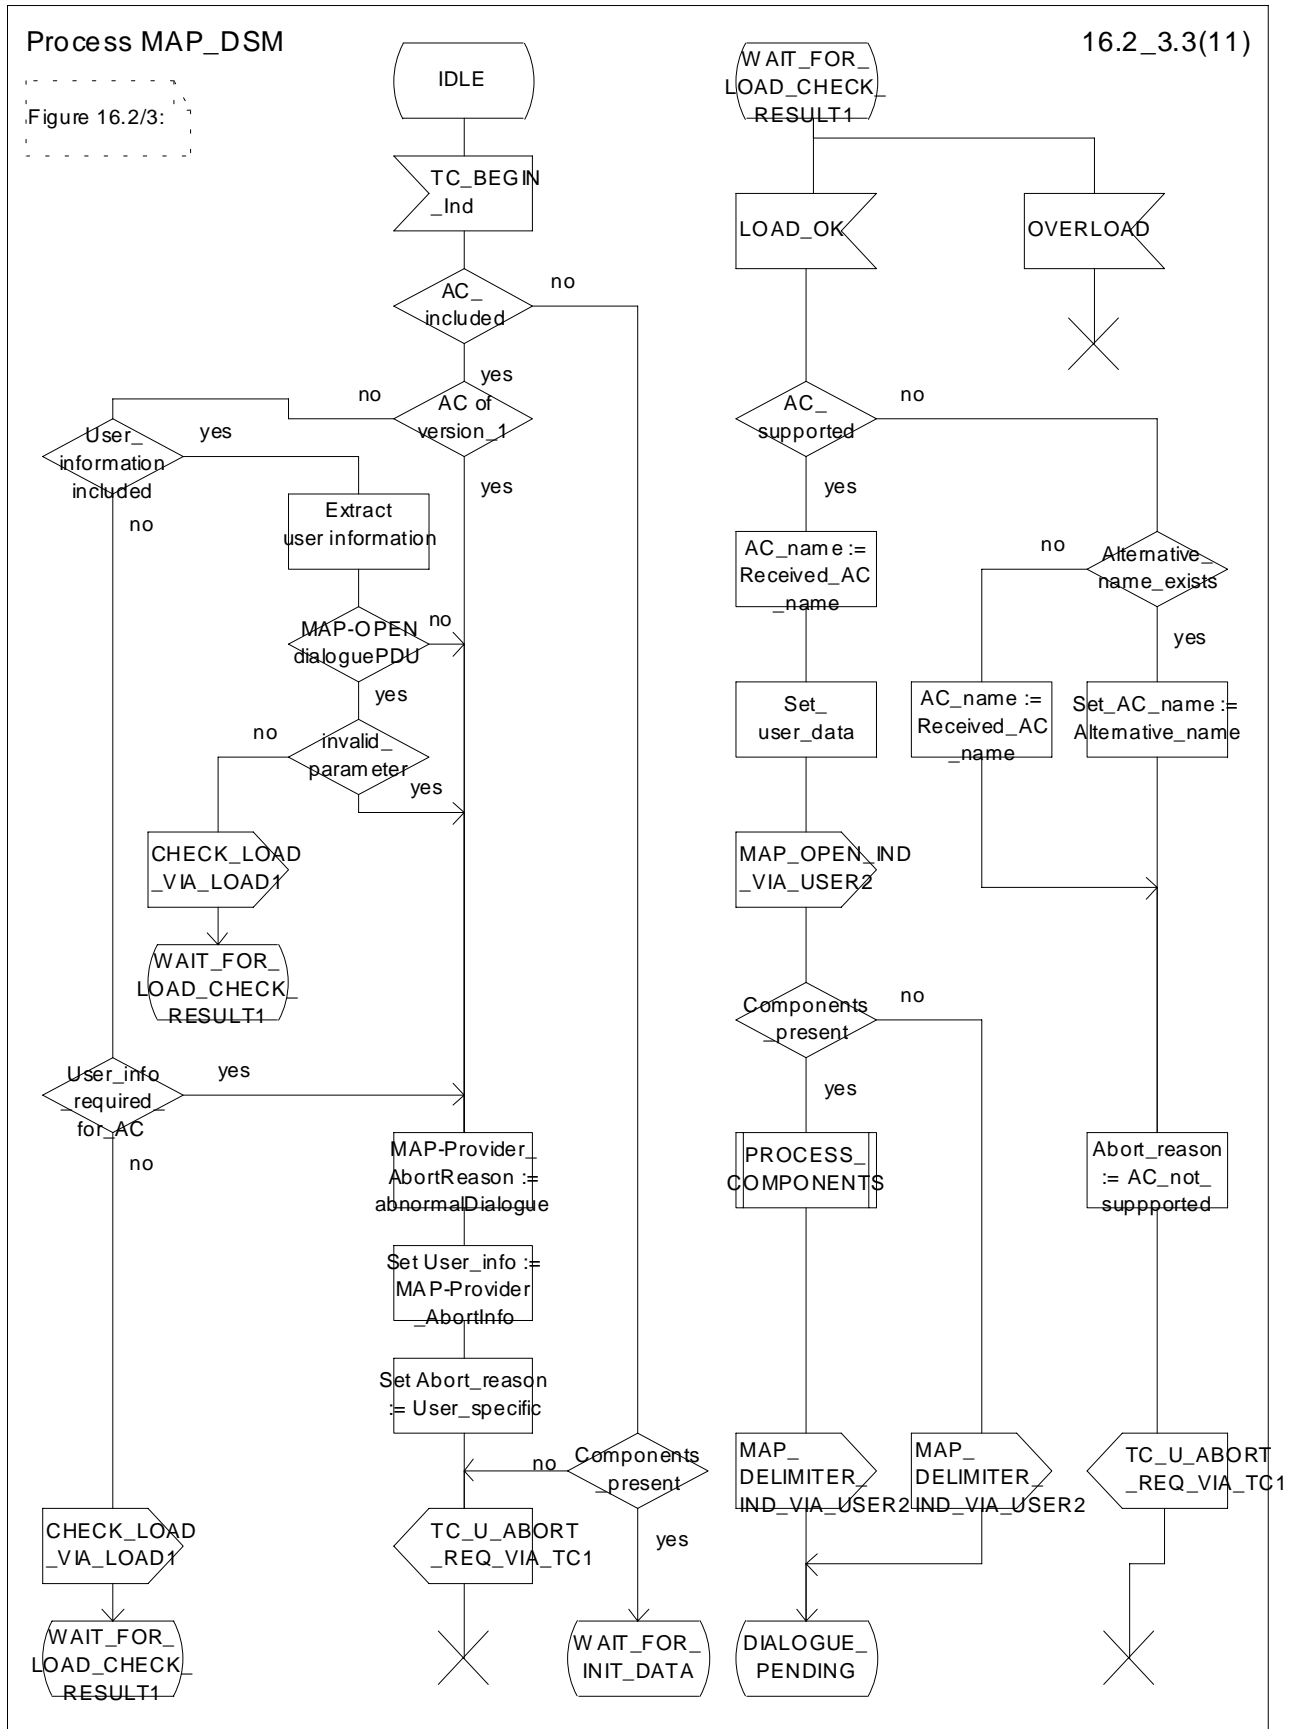 Process MAP_DSM
16.2_3.3(11)
Figure 16.2/3:
IDLE
TC_BEGIN
_Ind
AC_
included
no
yes
AC of
version_1
no
yes
User_
information
included
yes
no
Extract
user information
MAP-OPEN
dialoguePDU
no
yes
invalid_
parameter
no
yes
CHECK_LOAD
_VIA_LOAD1
WAIT_FOR_
LOAD_CHECK_
RESULT1
User_info
_required_
for_AC
yes
no
MAP-Provider_
AbortReason :=
abnormalDialogue
Set User_info :=
MAP-Provider
_AbortInfo
Set Abort_reason
:= User_specific
Components
_present
no
yes
CHECK_LOAD
_VIA_LOAD1
TC_U_ABORT
_REQ_VIA_TC1
WAIT_FOR_
LOAD_CHECK_
RESULT1
WAIT_FOR_
INIT_DATA
WAIT_FOR_
LOAD_CHECK_
RESULT1
LOAD_OK
OVERLOAD
AC_
supported
no
yes
AC_name :=
Received_AC
_name
Alternative_
name_exists
no
yes
Set_
user_data
AC_name :=
Received_AC
_name
Set_AC_name :=
Alternative_name
MAP_OPEN_IND
_VIA_USER2
Components
_present
no
yes
PROCESS_
COMPONENTS
Abort_reason
:= AC_not_
suppported
MAP_
DELIMITER_
IND_VIA_USER2
MAP_
DELIMITER_
IND_VIA_USER2
TC_U_ABORT
_REQ_VIA_TC1
DIALOGUE_
PENDING